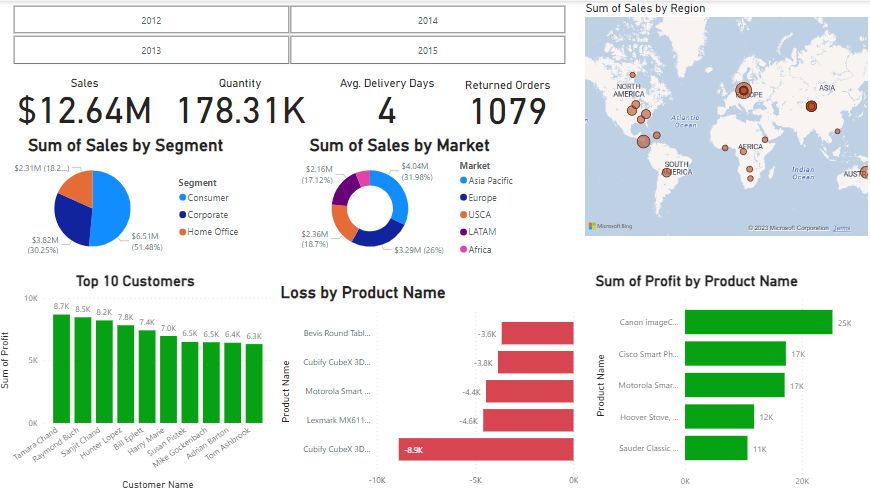 2012
2014
2013
2015
Sales
$12.64M
Quantity
178.31K
Avg. Delivery Days
4
Returned Orders
1079
Sum of Sales by Region
NORTH
AMERICA
EUROPE
ASIA
Atlantic
Ocean
AFRICA
SOUTH
AMERICA
Indian
Ocean
AUSTRA
Microsoft Bing
© 2023 Microsoft Corporation Terms
Sum of Sales by Segment
$2.31M (18.2...)
$3.82M
(30.25%)
$6.51M
(51.48%)
Segment
Consumer
Corporate
Home Office
Sum of Sales by Market
$2.16M
(17.12%)
$4.04M
(31.98%)
$2.36M
(18.7%)
$3.29M (26%)
Market
Asia Pacific
Europe
USCA
LATAM
Africa
Top 10 Customers
Sum of Profit
10K
5K
0K
8.7K
8.5K
8.2K
7.8K
7.4K
7.0K
6.5K
6.5K
6.4K
6.3K
Tamara Chand
Raymond Buch
Sanjit Chand
Hunter Lopez
Bill Eplett
Harry Marie
Susan Pistek
Mike Gockenbach
Adrian Barton
Tom Ashbrook
Customer Name
Loss by Product Name
Product Name
Bevis Round Tabl...
-3.6K
Cubify CubeX 3D...
-3.8K
Motorola Smart ...
-4.4K
Lexmark MX611...
-4.6K
Cubify CubeX 3D...
-8.9K
-10K
-5K
0K
Sum of Profit by Product Name
Product Name
Canon imageC...
25K
Cisco Smart Ph...
17K
Motorola Smar...
17K
Hoover Stove, ...
12K
Sauder Classic ...
11K
0K
20K